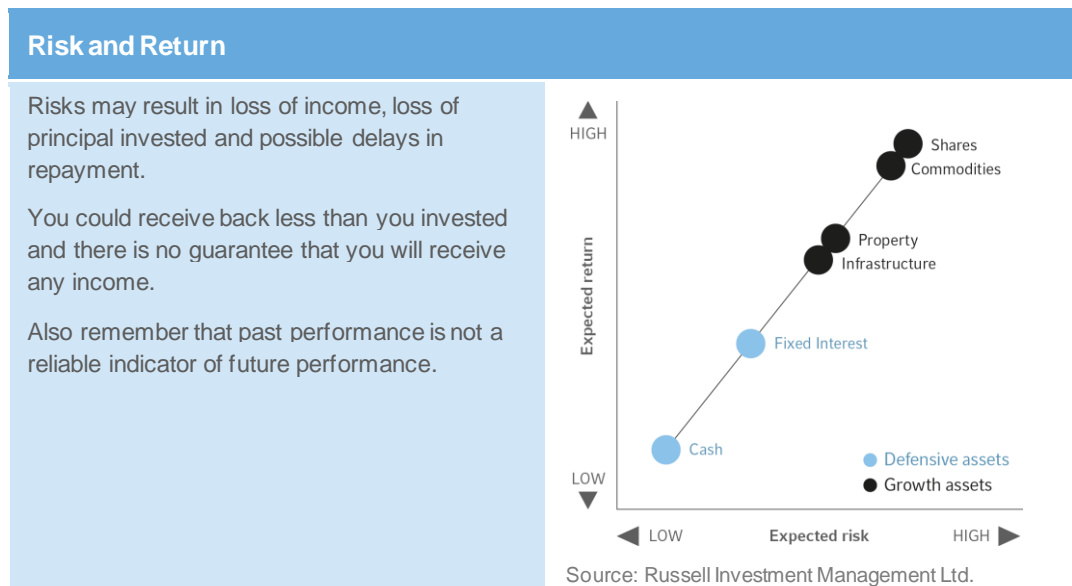 Risk and Return
Risks may result in loss of income, loss of
principal invested and possible delays in
repayment.
You could receive back less than you invested
and there is no guarantee that you will receive
any income.
Also remember that past performance is not a
reliable indicator of future performance.
HIGH
Expected return
LOW
Shares
Commodities
Property
Infrastructure
Fixed Interest
Cash
Defensive assets
Growth assets
LOW Expected risk HIGH
Source: Russell Investment Management Ltd.